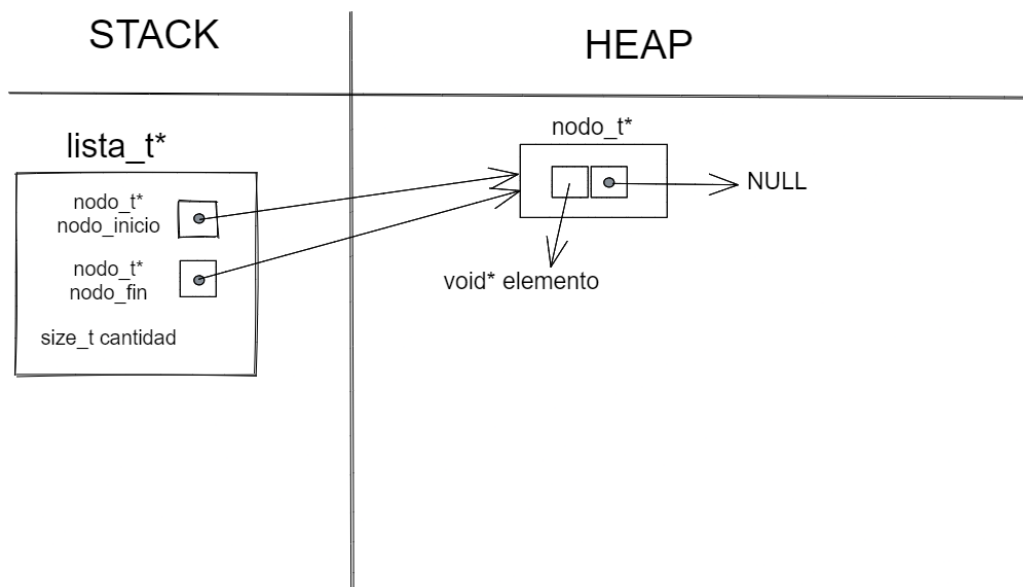 STACK
HEAP
lista_t*
nodo_t*
nodo_inicio
nodo_t*
nodo_fin
size_t cantidad
nodo_t*
NULL
void* elemento